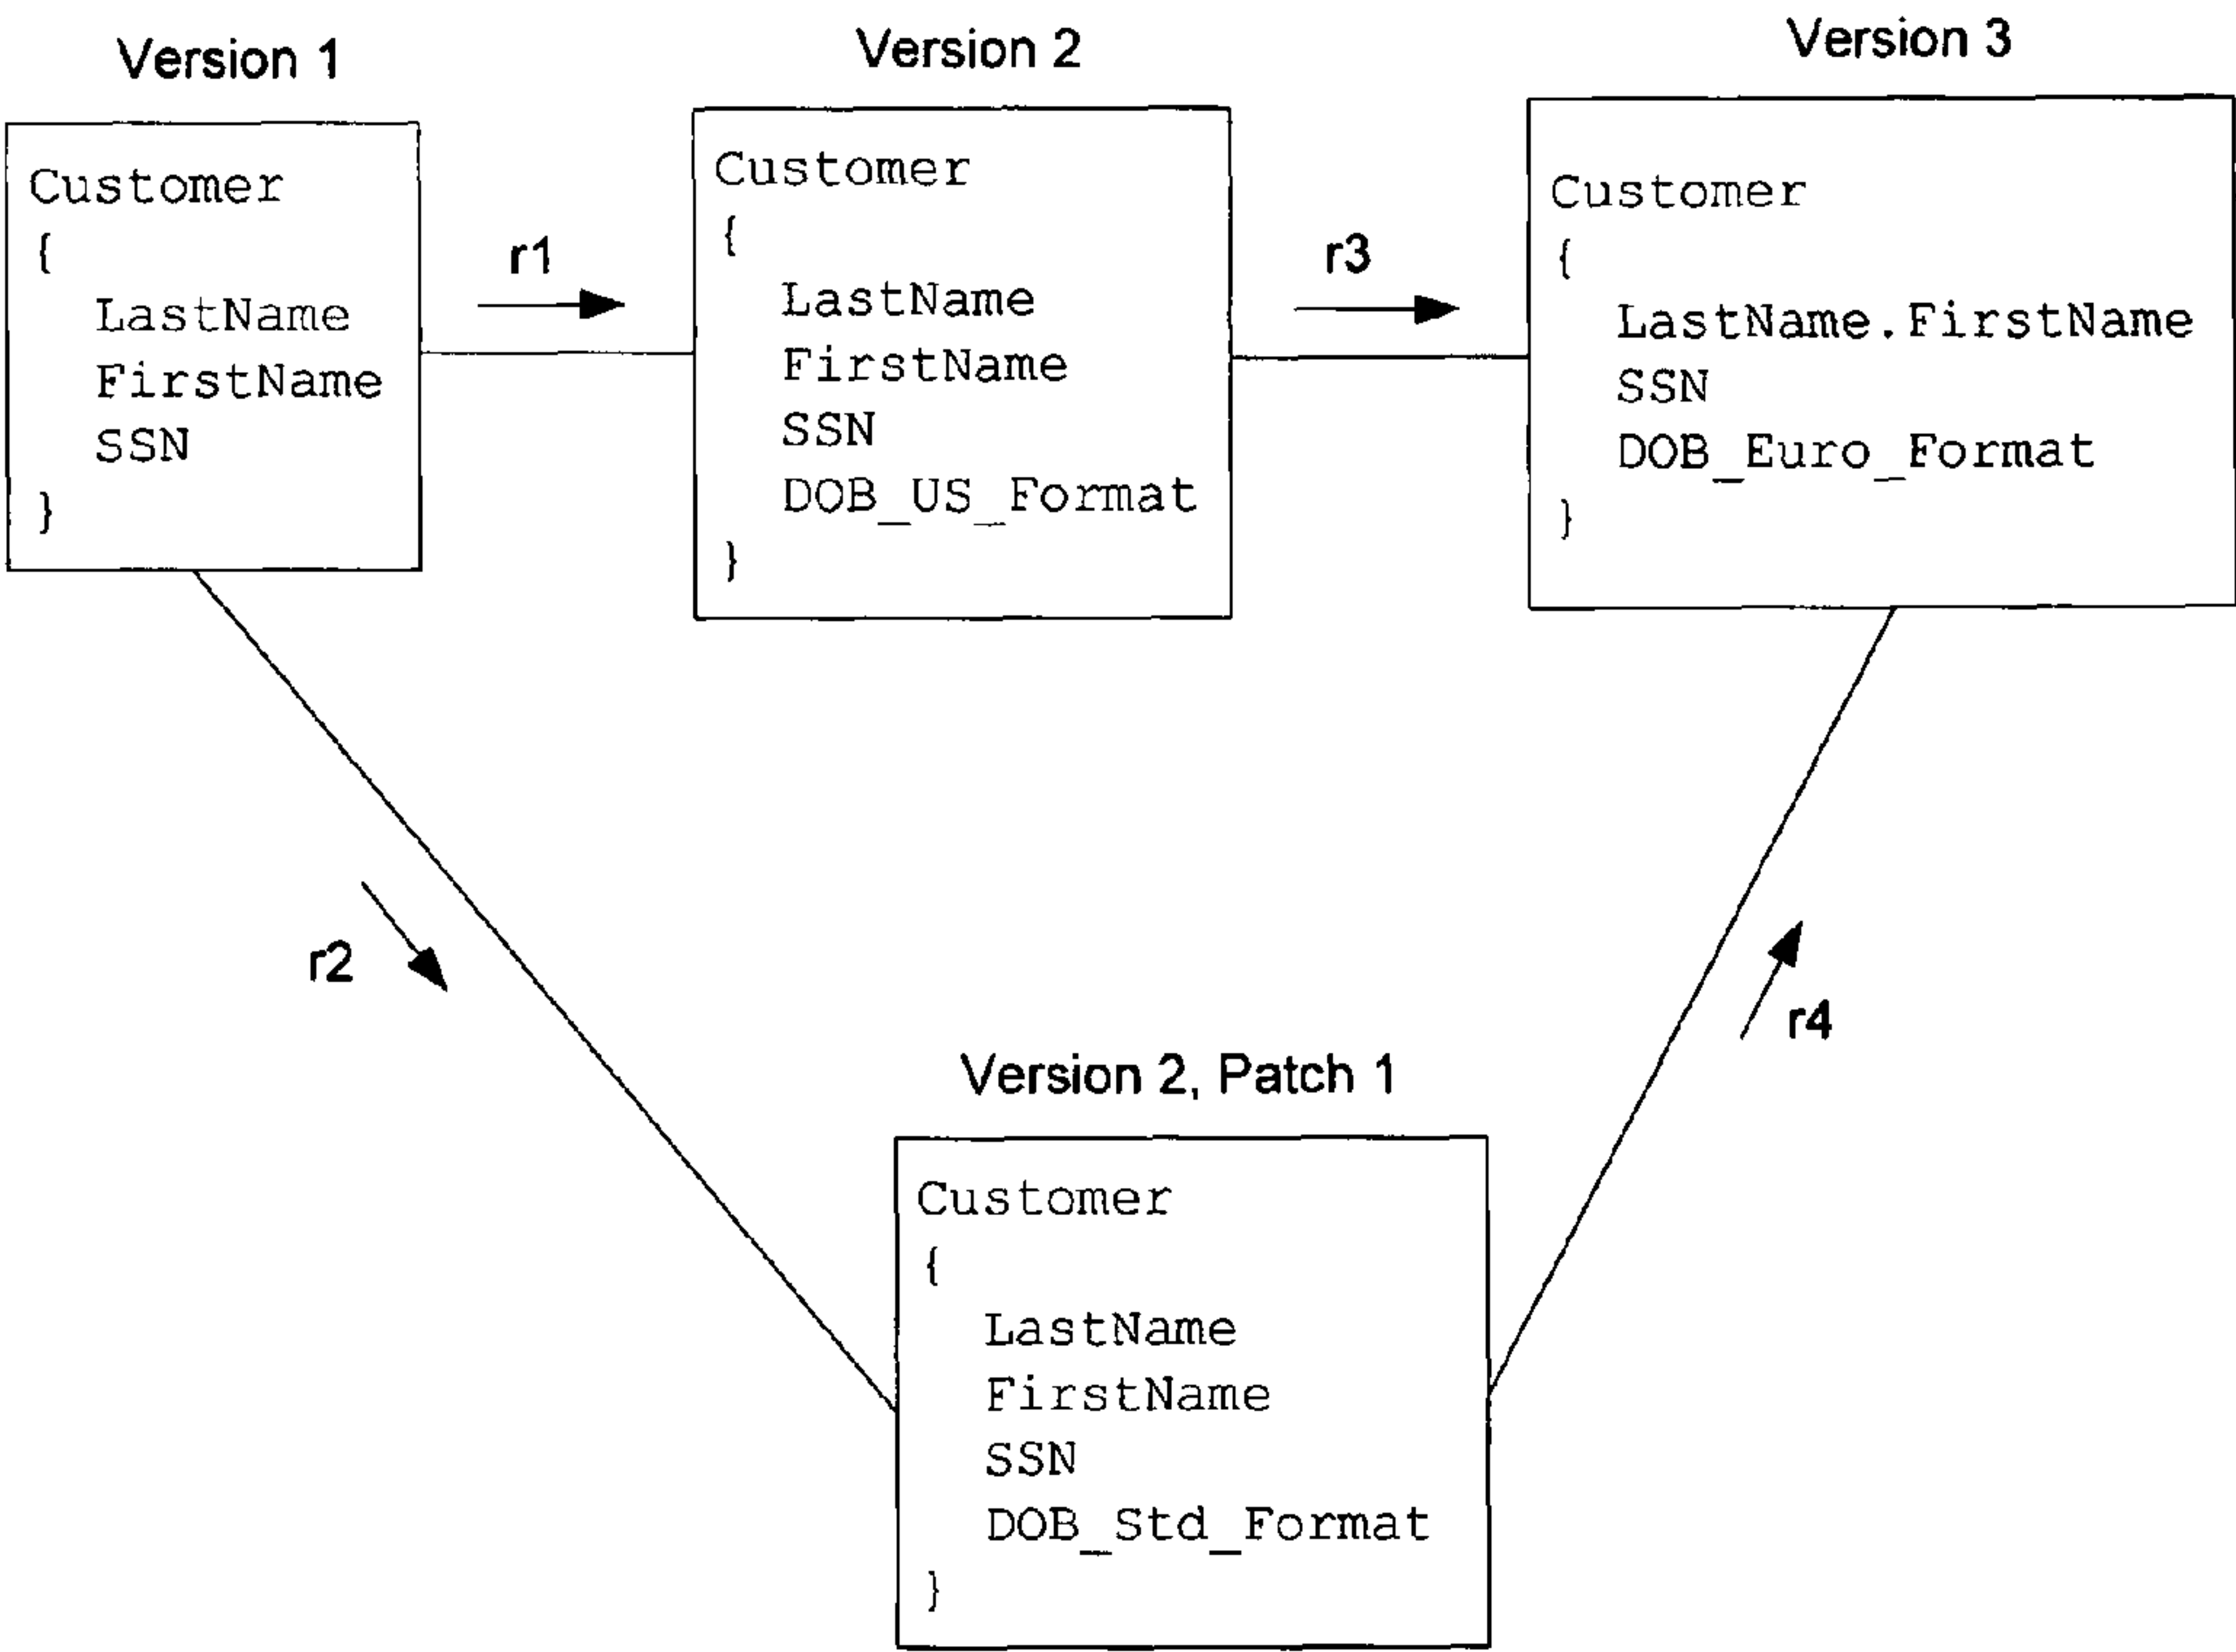 Version 1
Customer
{
LastName
FirstName
SSN
}
r1
Version 2
Customer
{
LastName
FirstName
SSN
DOB_US_Format
}
r3
Version 3
Customer
{
LastName.FirstName
SSN
DOB_Euro_Format
}
r2
r4
Version 2, Patch 1
Customer
{
LastName
FirstName
SSN
DOB_Std_Format
}